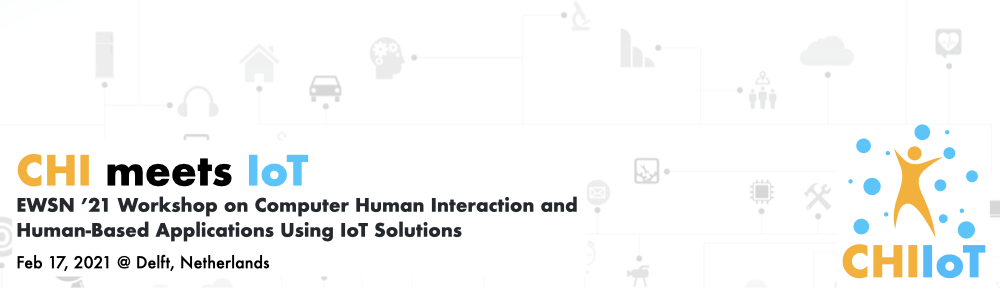 CHI meets IoT
EWSN ’21 Workshop on Computer Human Interaction and
Human-Based Applications Using IoT Solutions
Feb 17, 2021 @ Delft, Netherlands
CHIIoT